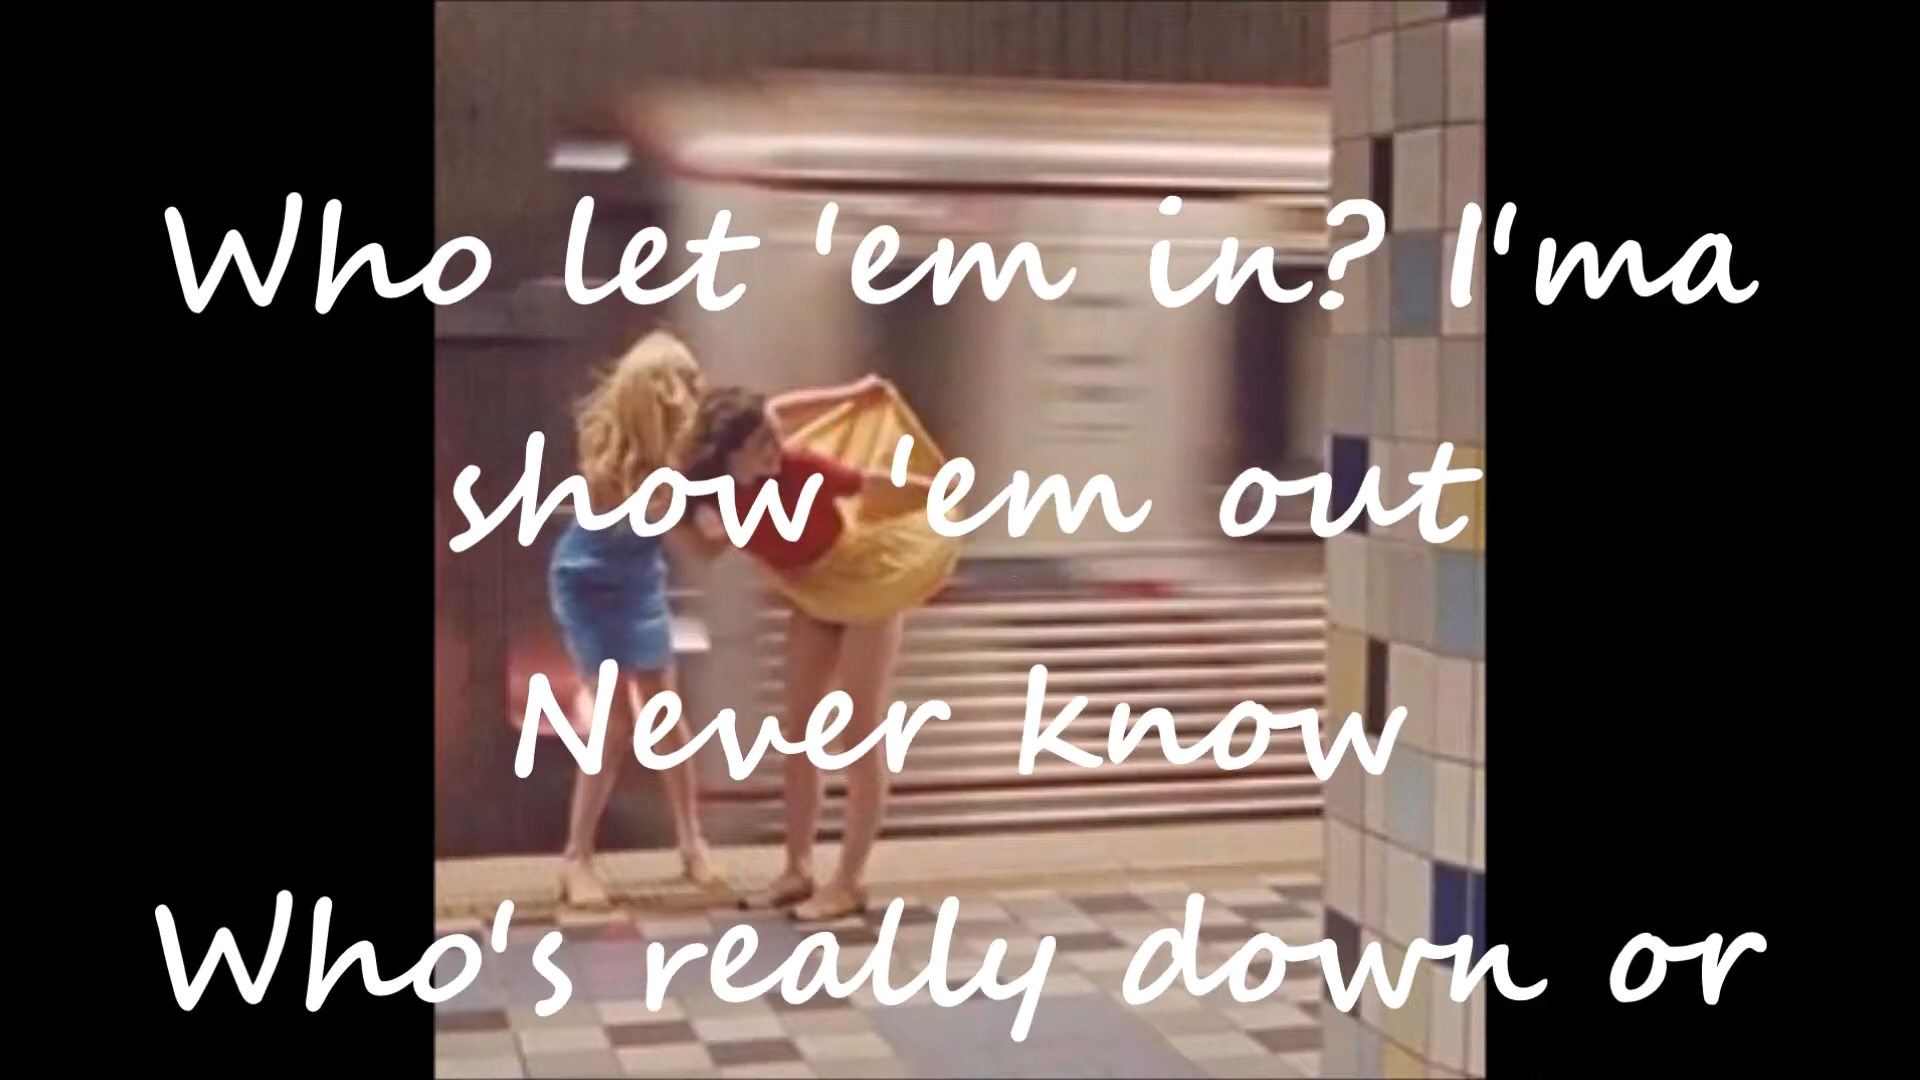 Who let 'em in? I'ma
show 'em out
Never know
Who's really down or